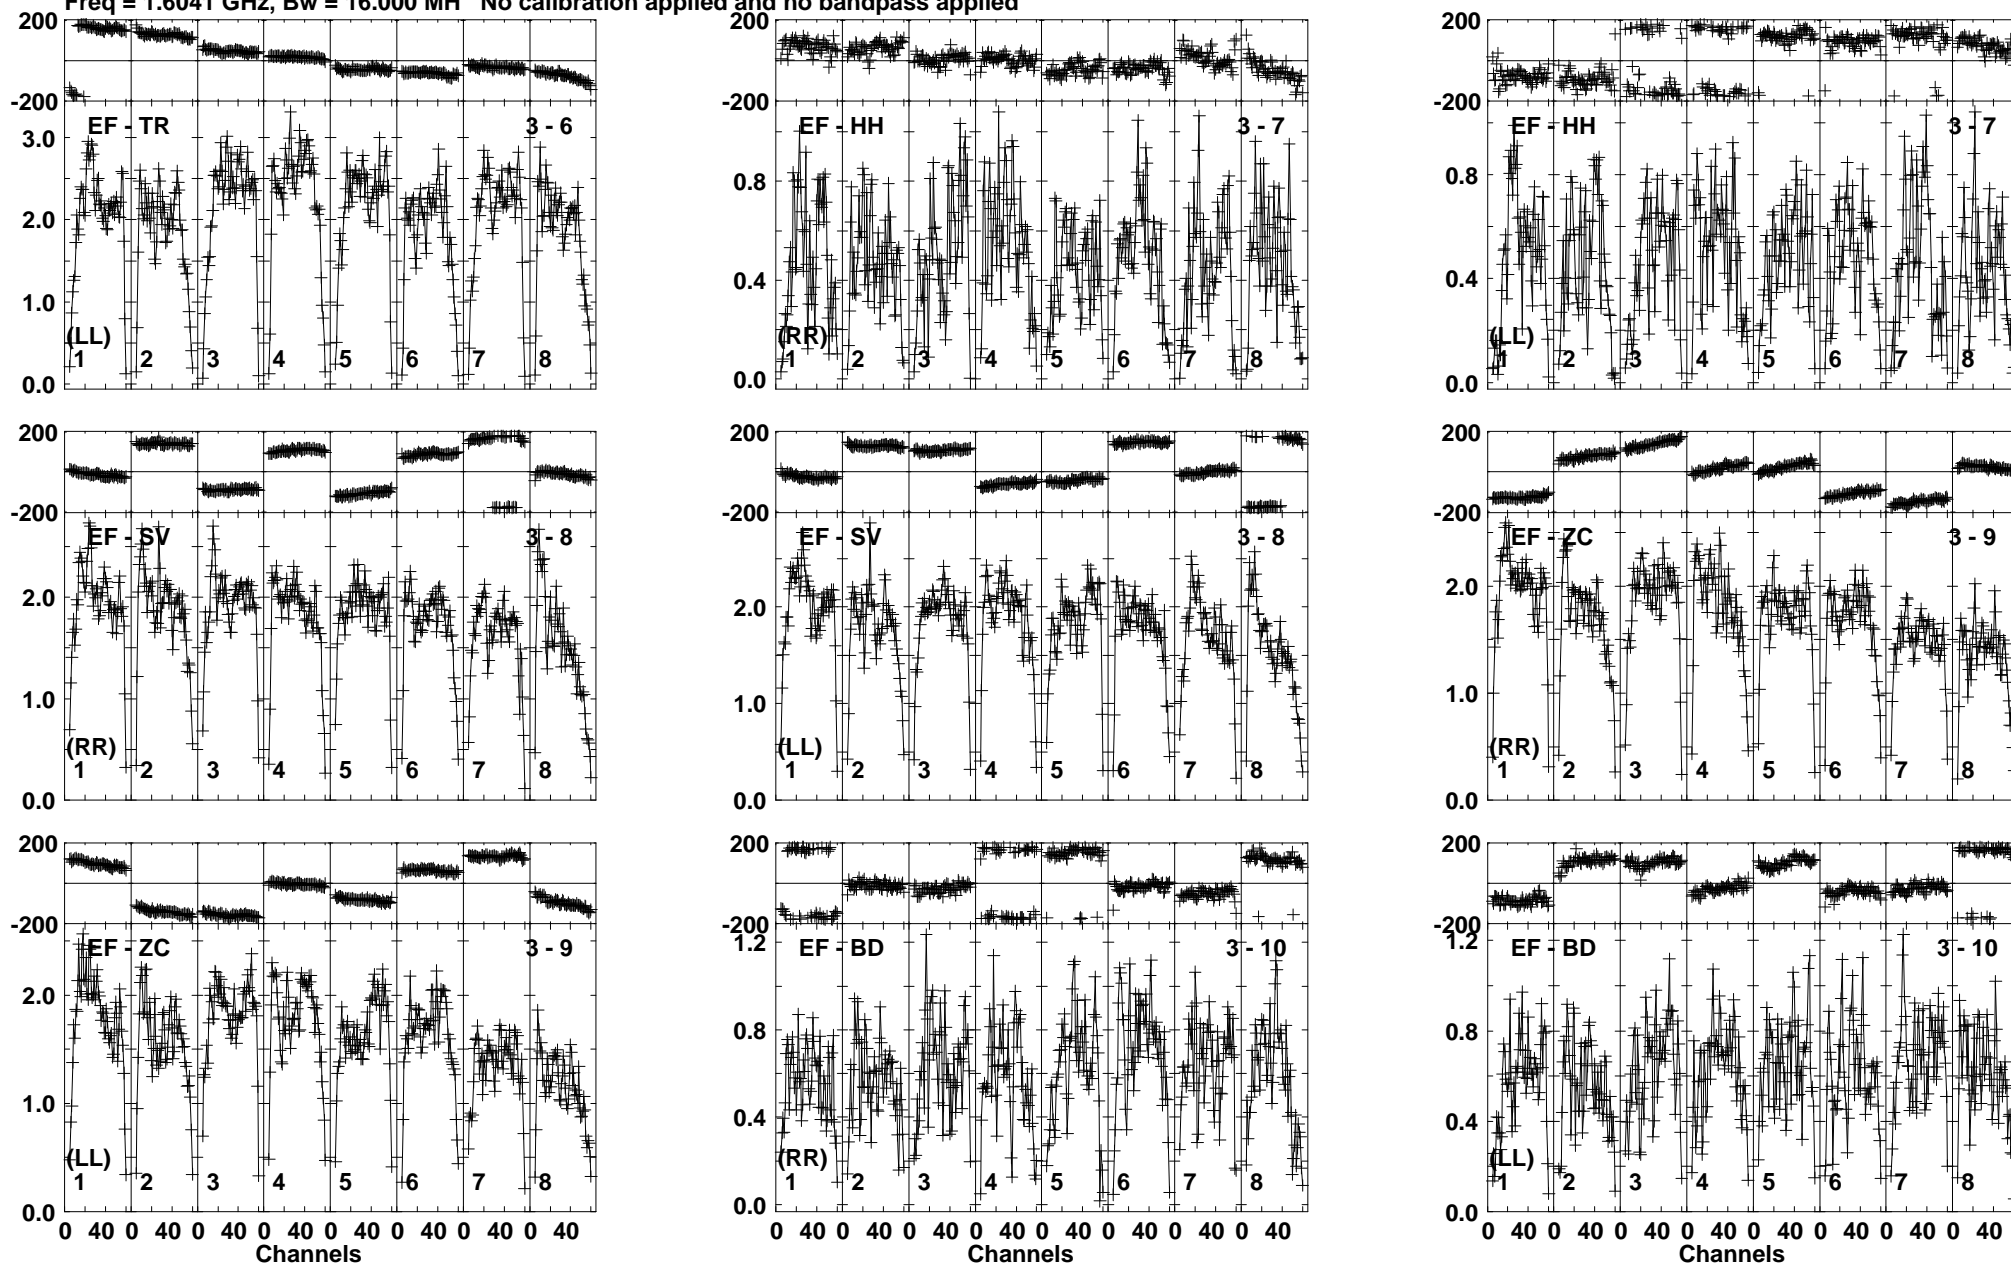 Freq = 1.6041 GHz, Bw = 16.000 MH No calibration applied and no bandpass applied
200
-200
EF - TR 3 - 6
3.0
2.0
1.0
0.0
(LL)
1 2 3 4 5 6 7 8
200
-200
EF - HH 3 - 7
0.8
0.4
0.0
(RR)
1 2 3 4 5 6 7 8
200
-200
EF - HH 3 - 7
0.8
0.4
0.0
(LL)
1 2 3 4 5 6 7 8
200
-200
EF - SV 3 - 8
2.0
1.0
0.0
(RR)
1 2 3 4 5 6 7 8
200
-200
EF - SV 3 - 8
2.0
1.0
0.0
(LL)
1 2 3 4 5 6 7 8
200
-200
EF - ZC 3 - 9
2.0
1.0
0.0
(RR)
1 2 3 4 5 6 7 8
200
-200
EF - ZC 3 - 9
2.0
1.0
0.0
(LL)
1 2 3 4 5 6 7 8
0 40 0 40 0 40 0 40 0 40 0 40 0 40 0 40
Channels
200
-200
EF - BD 3 - 10
1.2
0.8
0.4
0.0
(RR)
1 2 3 4 5 6 7 8
0 40 0 40 0 40 0 40 0 40 0 40 0 40 0 40
Channels
200
-200
EF - BD 3 - 10
1.2
0.8
0.4
0.0
(LL)
1 2 3 4 5 6 7 8
0 40 0 40 0 40 0 40 0 40 0 40 0 40 0 40
Channels